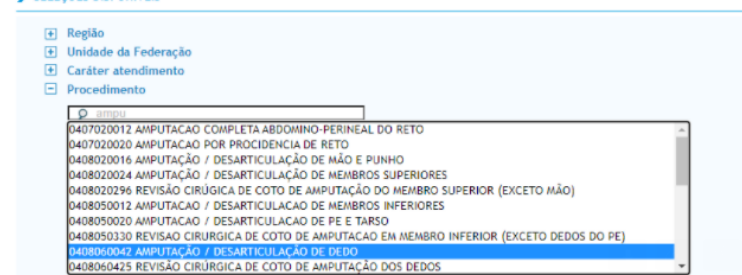 Região
Unidade da Federação
Caráter atendimento
Procedimento
ampu
0407020012 AMPUTACAO COMPLETA ABDOMINO-PERINEAL DO RETO
0407020020 AMPUTACAO POR PROCIDENCIA DE RETO
0408020016 AMPUTAÇÃO / DESARTICULAÇÃO DE MÃO E PUNHO
0408020024 AMPUTAÇÃO / DESARTICULAÇÃO DE MEMBROS SUPERIORES
0408020296 REVISÃO CIRÚGICA DE COTO DE AMPUTAÇÃO DO MEMBRO SUPERIOR (EXCETO MÃO)
0408050012 AMPUTACAO / DESARTICULACAO DE MEMBROS INFERIORES
0408050020 AMPUTACAO / DESARTICULACAO DE PE E TARSO
0408050330 REVISAO CIRURGICA DE COTO DE AMPUTACAO EM MEMBRO INFERIOR (EXCETO DEDOS DO PE)
0408060042 AMPUTAÇÃO / DESARTICULAÇÃO DE DEDO
0408060425 REVISÃO CIRÚRGICA DE COTO DE AMPUTAÇÃO DOS DEDOS